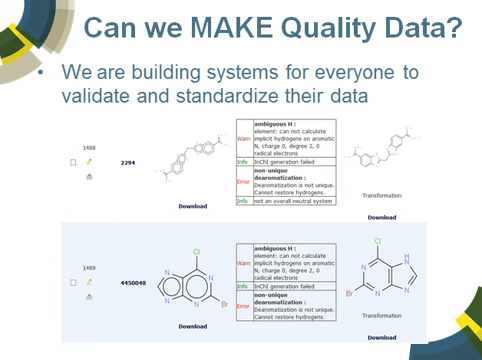 Can we MAKE Quality Data?
• We are building systems for everyone to
validate and standardize their data
1488
2294
Download
Warn
ambiguous H :
element: can not calculate
implicit hydrogens on aromatic
N, charge 0, degree 2, 0
radical electrons
Info
InChI generation failed
Error
non-unique
dearomatization :
Dearomatization is not unique.
Cannot restore hydrogens.
Info
not an overall neutral system
Transformation
Download
1489
4450048
Cl
N
N
N
N
Br
Download
Warn
ambiguous H :
element: can not calculate
implicit hydrogens on aromatic
N, charge 0, degree 2, 0
radical electrons
Info
InChI generation failed
Error
non-unique
dearomatization :
Dearomatization is not unique.
Cannot restore hydrogens.
Cl
H
N
N
N
N
Br
Transformation
Download